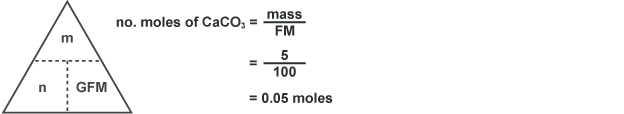 m
n GFM
no. moles of CaCO₃ = mass
FM
= 5
100
= 0.05 moles